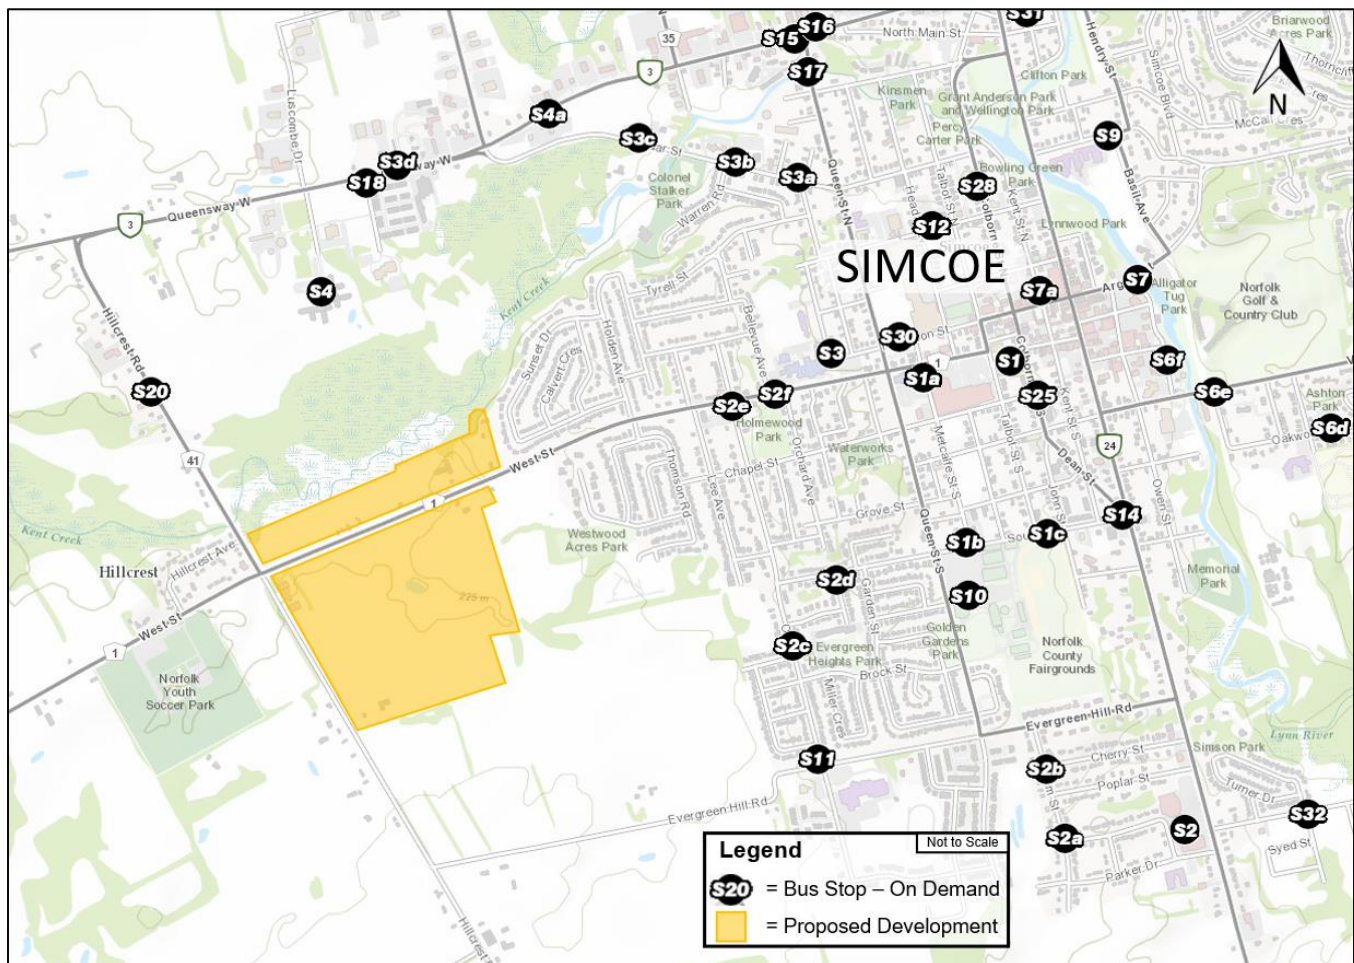 S31
S16
S15
North Main St
35
3
S17
Hendry St
Simcoe Blvd
Briarwood
Acres Park
N
Luscombe Dr
Clifton Park
Kinsmen
Park
Grant Anderson Park
and Wellington Park
McCall Cres
S4a
S3c
S9
Percy
Carter Park
S3d
S18
Queensway-W
3
S3b
S3a
Colonel
Stalker
Park
Warren Rd
Queen-St-N
Bowling Green
Park
S28
Talbot St N
Kent St N
Basil-Ave
S12
Simcoe
Lynnwood Park
SIMCOE
S4
Kent Creek
Tyrell St
S7a
S7
Alligator
Tug
Park
Norfolk
Golf &
Country Club
Hillcrest-Rd
Sunset Dr
Calvert Cres
Holden Ave
Bellevue Ave
S30
1
S3
S1
S1a
S6f
S20
S2e
S2f
S25
S6e
Ashton
Park
S6d
Holmewood
Park
41
West-St
1
Thomson Rd
Lee Ave
Chapel-St
Orchard Ave
Waterworks
Park
Metcalfe St S
Talbot St S
Kent St S
Dean-St
24
Owen St
Grove St
S14
Kent Creek
Hillcrest
Hillcrest Ave
Westwood
Acres Park
S1b
S1c
John St
Queen-St-S
Memorial
Park
225 m
S2d
Garden St
S10
Golden
Gardens
Park
Norfolk
County
Fairgrounds
West-St
1
S2c
Evergreen
Heights Park
Brock St
Norfolk
Youth
Soccer Park
Miller Cres
Evergreen-Hill-Rd
Simson Park
Lynn River
S11
S2b
Cherry St
Poplar St
Turner Dr
Evergreen Hill Rd
S32
S2a
S2
Syed St
Parker Dr
Legend
Not to Scale
S20 = Bus Stop – On Demand
= Proposed Development